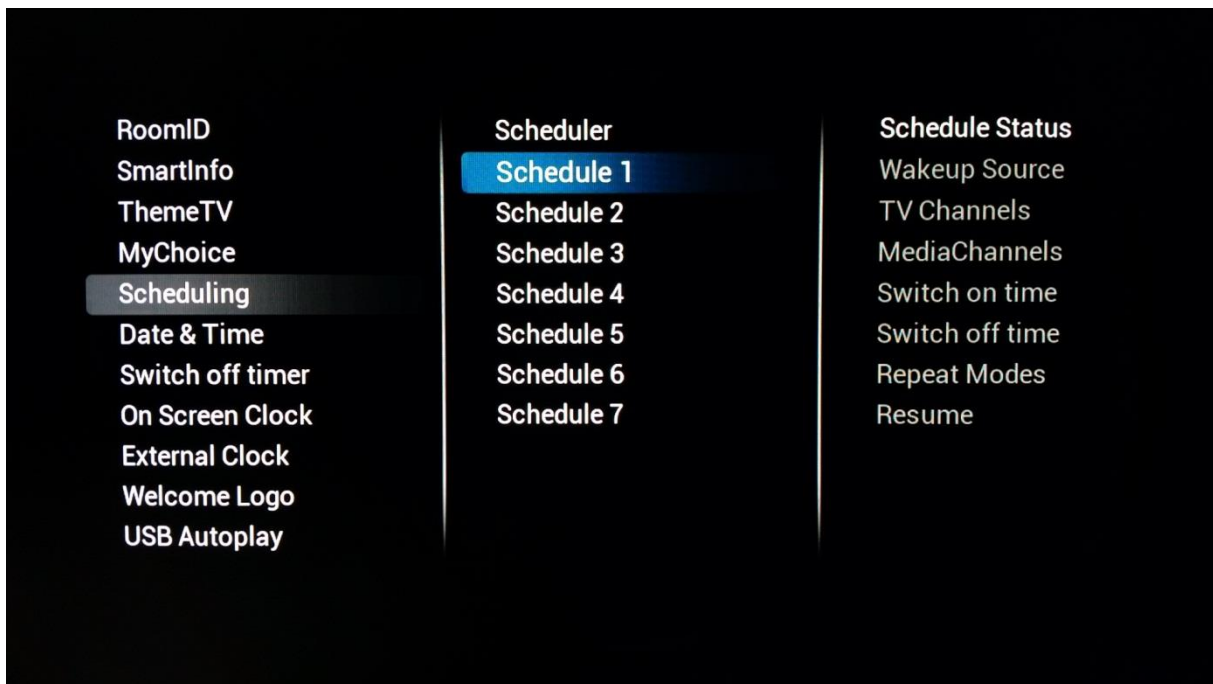 RoomID
SmartInfo
ThemeTV
MyChoice
Scheduling
Date & Time
Switch off timer
On Screen Clock
External Clock
Welcome Logo
USB Autoplay
Scheduler
Schedule 1
Schedule 2
Schedule 3
Schedule 4
Schedule 5
Schedule 6
Schedule 7
Schedule Status
Wakeup Source
TV Channels
MediaChannels
Switch on time
Switch off time
Repeat Modes
Resume